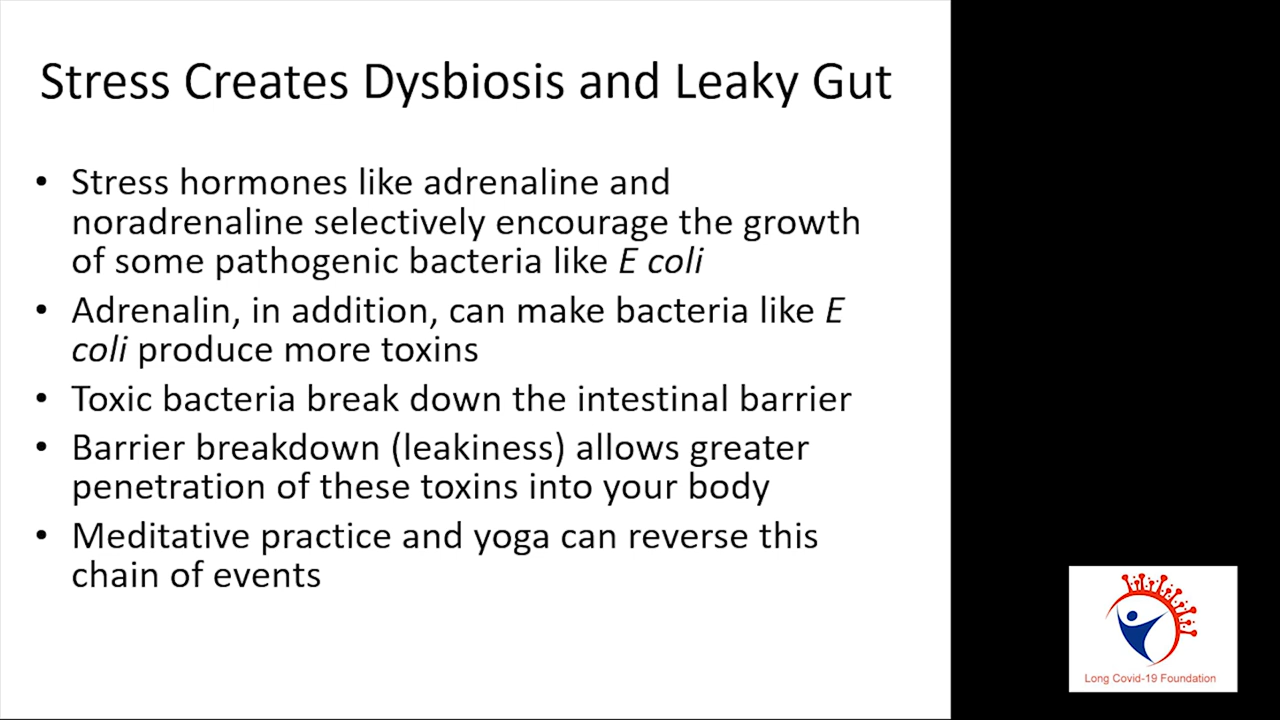 Stress Creates Dysbiosis and Leaky Gut
• Stress hormones like adrenaline and
noradrenaline selectively encourage the growth
of some pathogenic bacteria like E coli
• Adrenalin, in addition, can make bacteria like E
coli produce more toxins
• Toxic bacteria break down the intestinal barrier
• Barrier breakdown (leakiness) allows greater
penetration of these toxins into your body
• Meditative practice and yoga can reverse this
chain of events
Long Covid-19 Foundation